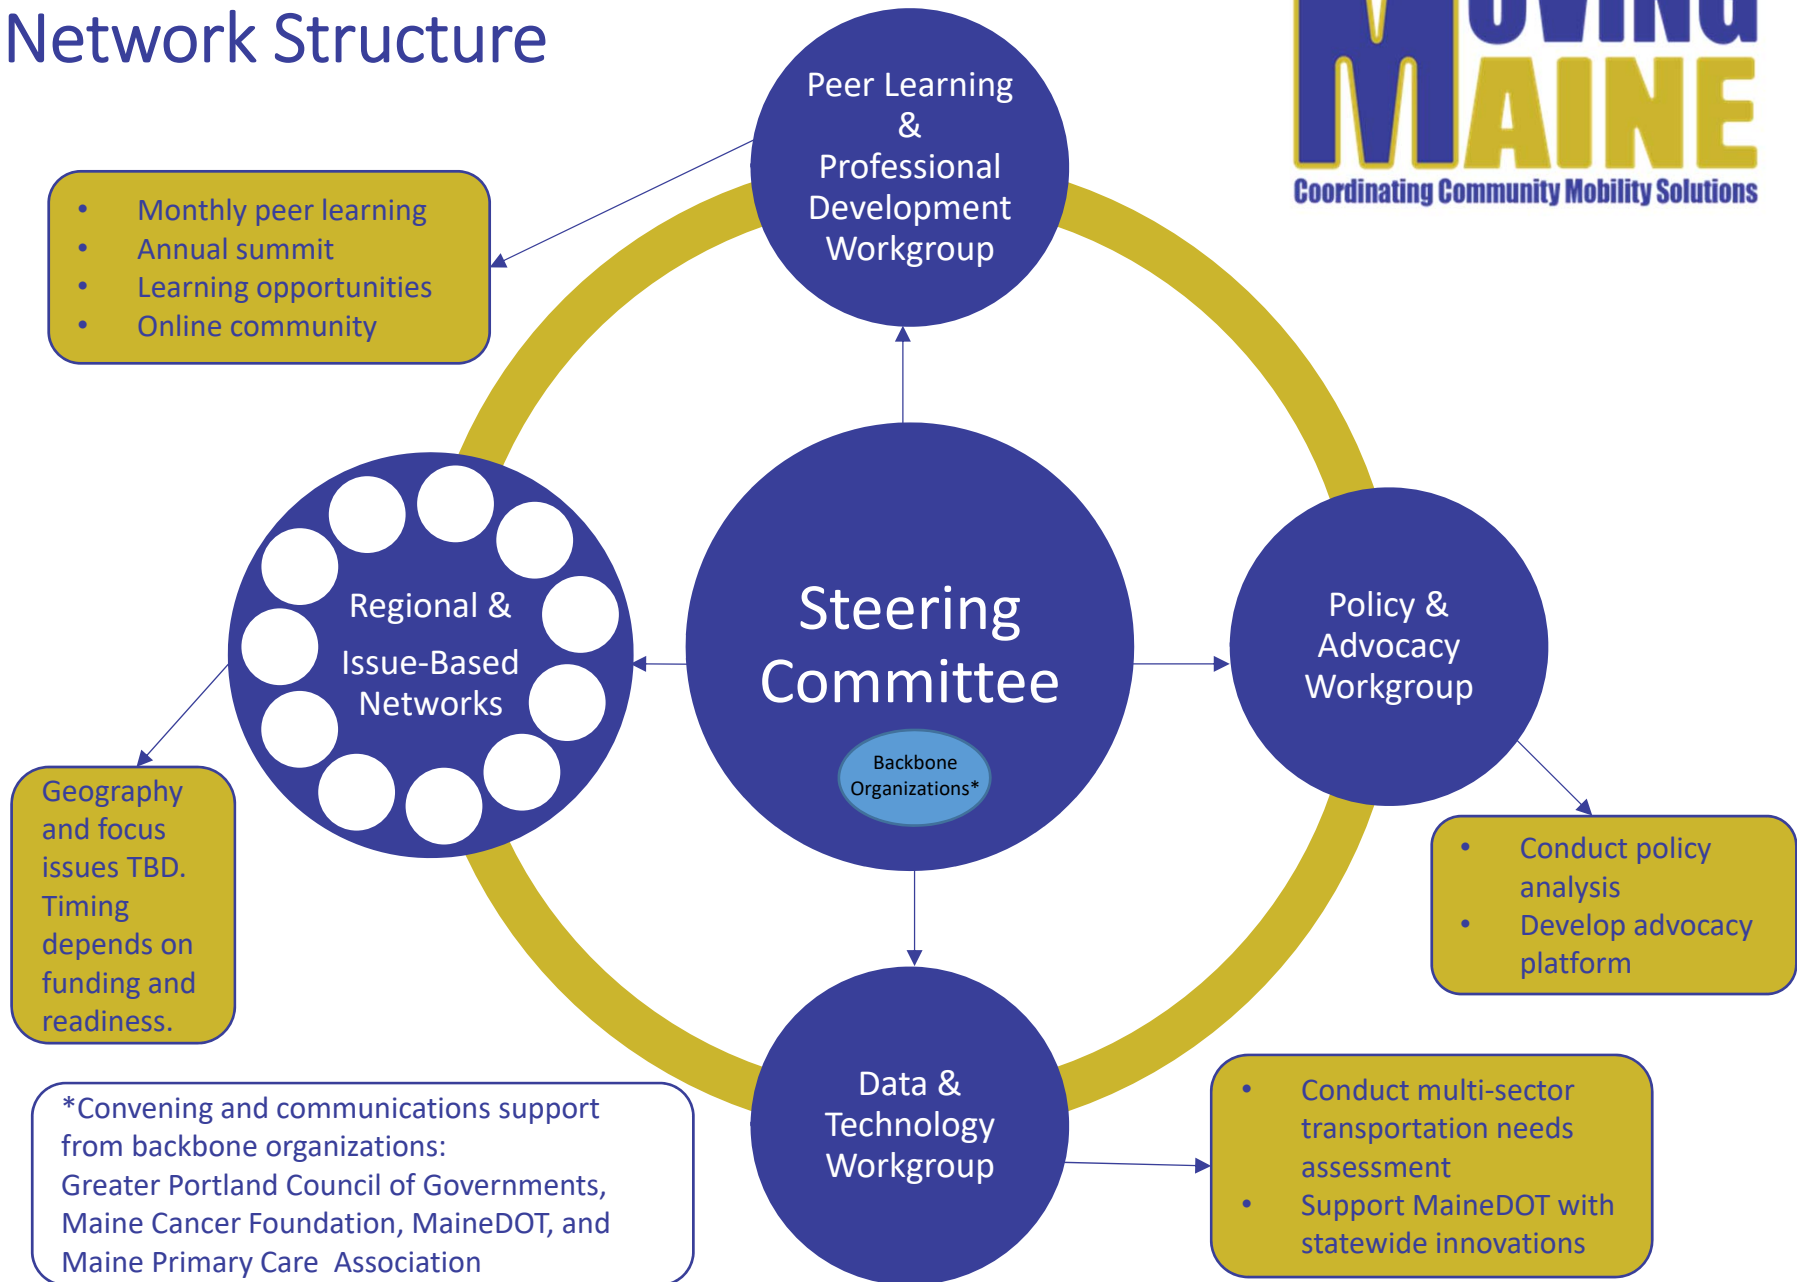 Network Structure
MOVING
MAINE
Coordinating Community Mobility Solutions
Peer Learning
&
Professional
Development
Workgroup
• Monthly peer learning
• Annual summit
• Learning opportunities
• Online community
Regional &
Issue-Based
Networks
Steering
Committee
Backbone
Organizations*
Policy &
Advocacy
Workgroup
Geography
and focus
issues TBD.
Timing
depends on
funding and
readiness.
• Conduct policy
analysis
• Develop advocacy
platform
Data &
Technology
Workgroup
• Conduct multi-sector
transportation needs
assessment
• Support MaineDOT with
statewide innovations
*Convening and communications support
from backbone organizations:
Greater Portland Council of Governments,
Maine Cancer Foundation, MaineDOT, and
Maine Primary Care Association